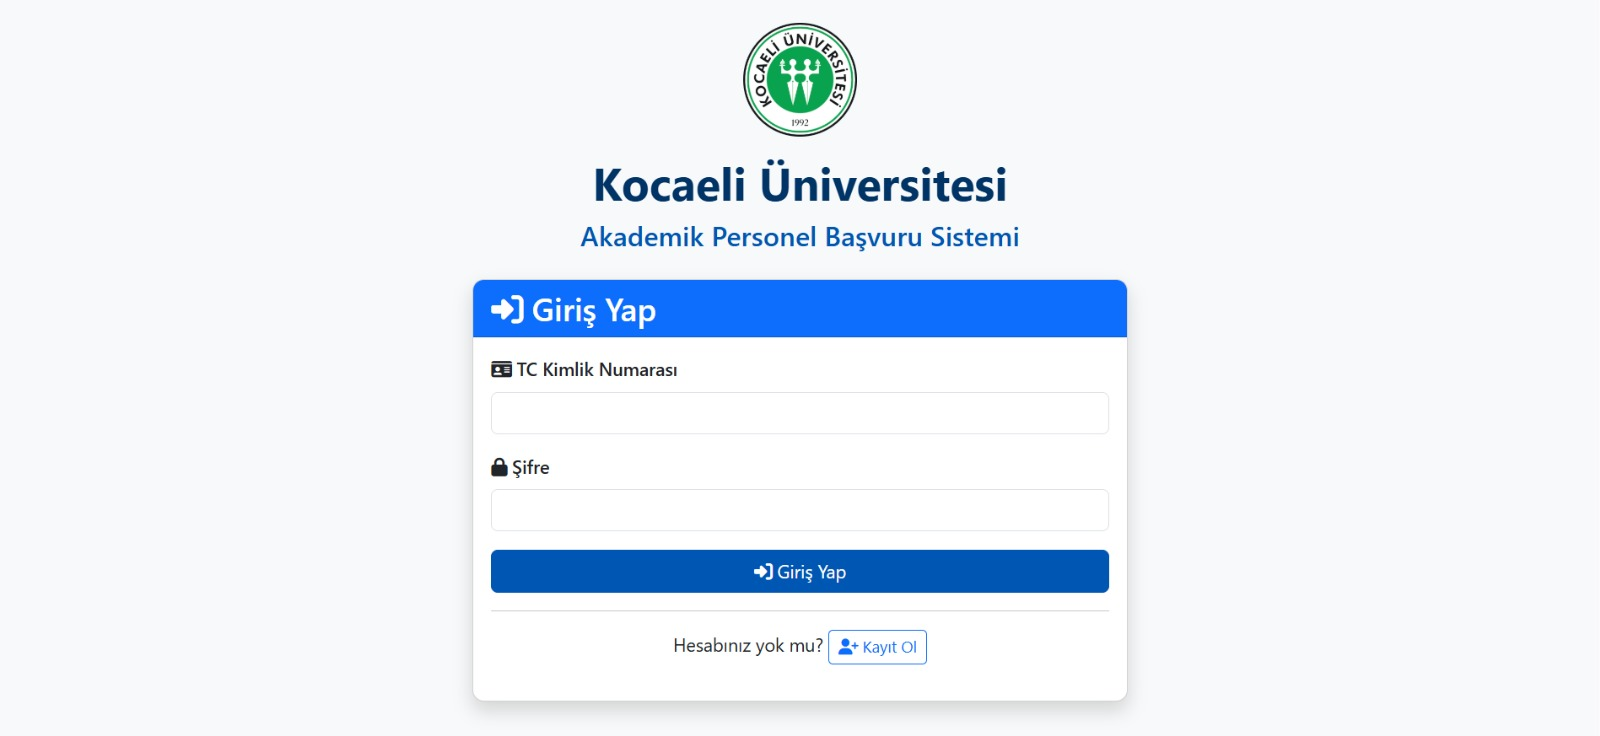 KOCAELİ ÜNİVERSİTESİ
1992
Kocaeli Üniversitesi
Akademik Personel Başvuru Sistemi
Giriş Yap
TC Kimlik Numarası
Şifre
Giriş Yap
Hesabınız yok mu? Kayıt Ol